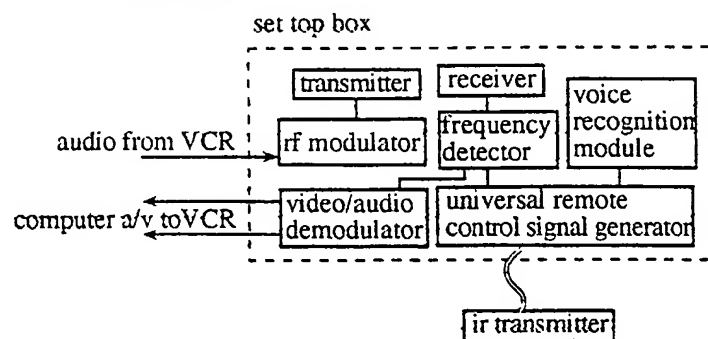 set top box
transmitter
receiver
voice
recognition
module
audio from VCR
rf modulator
frequency
detector
computer a/v toVCR
video/audio
demodulator
universal remote
control signal generator
ir transmitter